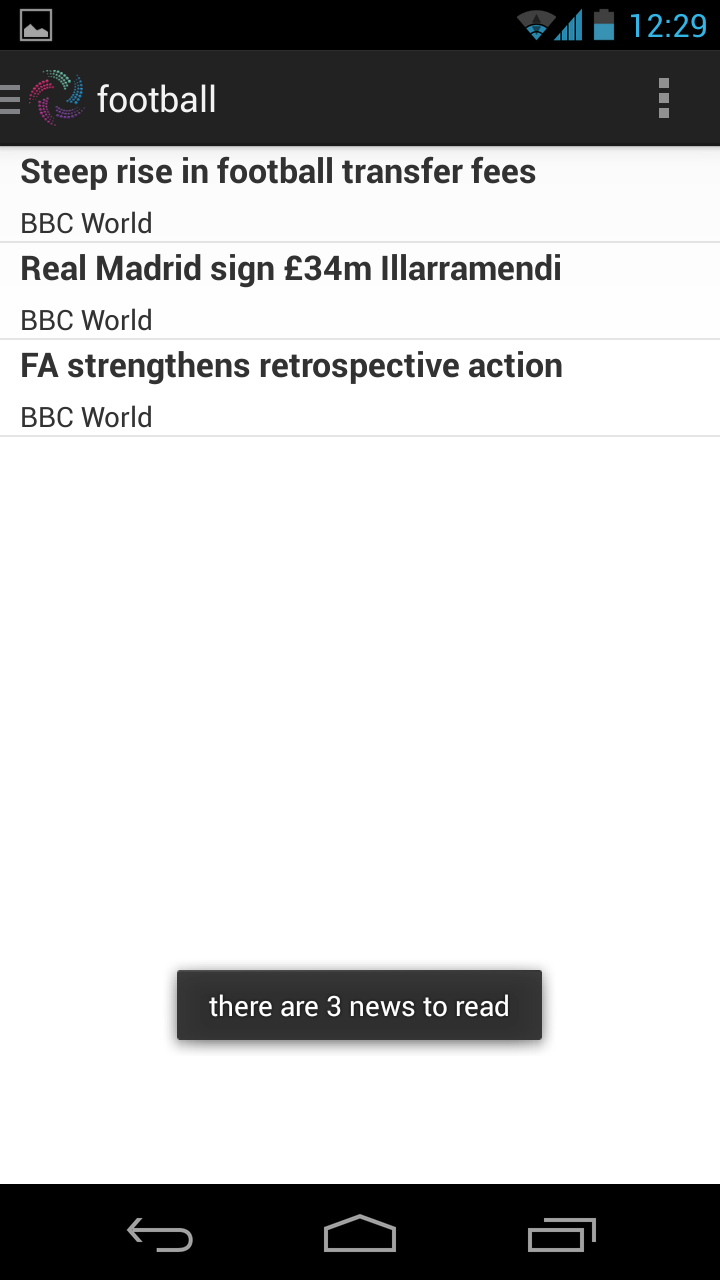 12:29
football
Steep rise in football transfer fees
BBC World
Real Madrid sign £34m Illarramendi
BBC World
FA strengthens retrospective action
BBC World
there are 3 news to read